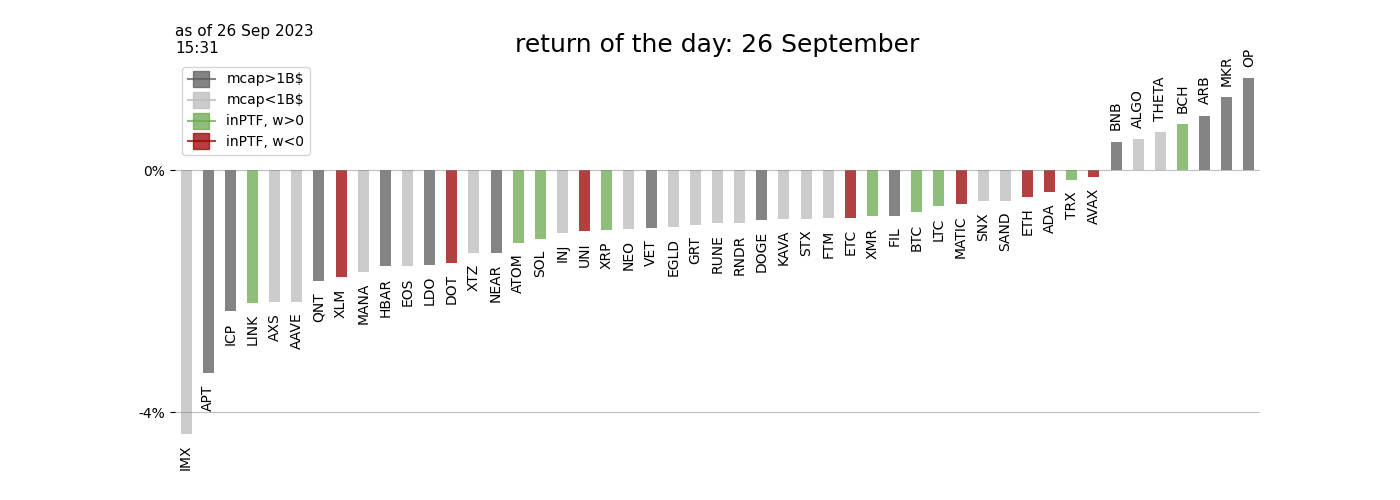 as of 26 Sep 2023
15:31
return of the day: 26 September
mcap>1B$
mcap<1B$
inPTF, w>0
inPTF, w<0
0%
-4%
IMX
APT
ICP
LINK
AXS
AAVE
QNT
XLM
MANA
HBAR
EOS
LDO
DOT
XTZ
NEAR
ATOM
SOL
INJ
UNI
XRP
NEO
VET
EGLD
GRT
RUNE
RNDR
DOGE
KAVA
STX
FTM
ETC
XMR
FIL
BTC
LTC
MATIC
SNX
SAND
ETH
ADA
TRX
AVAX
BNB
ALGO
THETA
BCH
ARB
MKR
OP